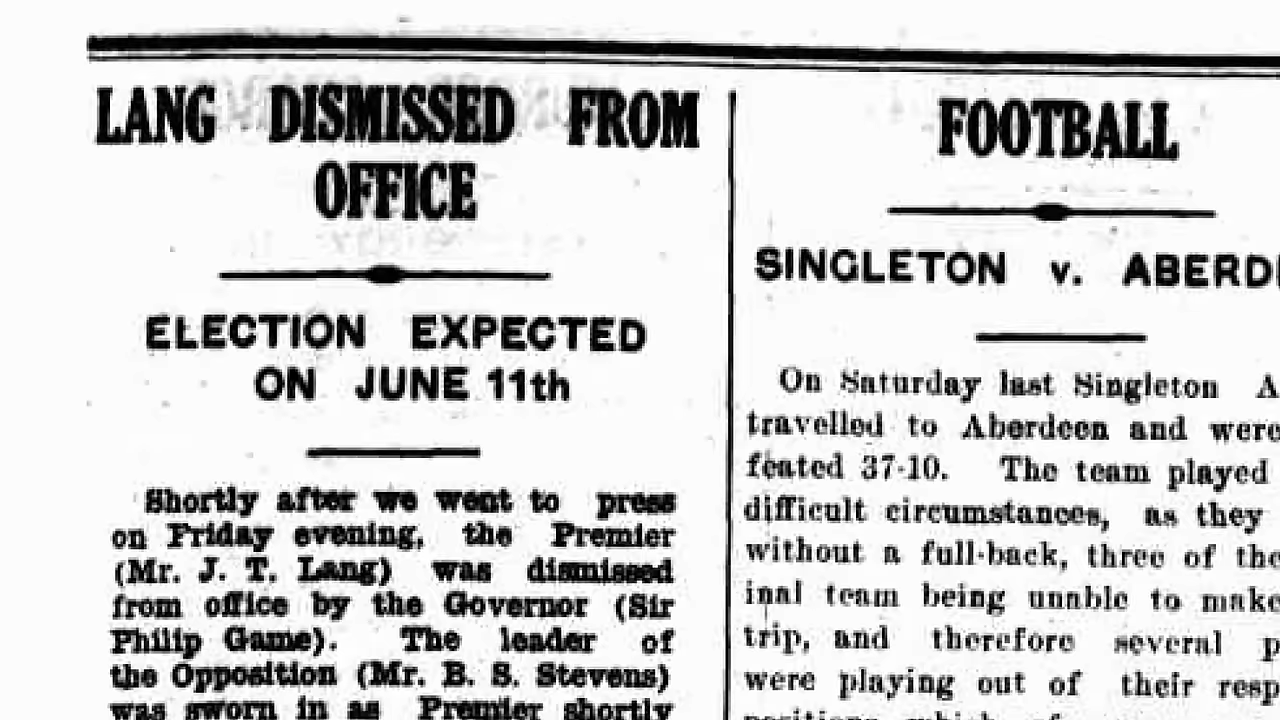 LANG DISMISSED FROM
OFFICE
ELECTION EXPECTED
ON JUNE 11th
Shortly after we went to press
on Friday evening, the Premier
(Mr. J. T. Lang) was dismissed
from office by the Governor (Sir
Philip Game). The leader of
the Opposition (Mr. B. S. Stevens)
was sworn in as Premier shortly
FOOTBALL
SINGLETON v. ABERD
On Saturday last Singleton A
travelled to Aberdeen and were
feated 37-10. The team played
difficult circumstances, as they
without a full-back, three of the
inal team being unable to make
trip, and therefore several p
were playing out of their resp